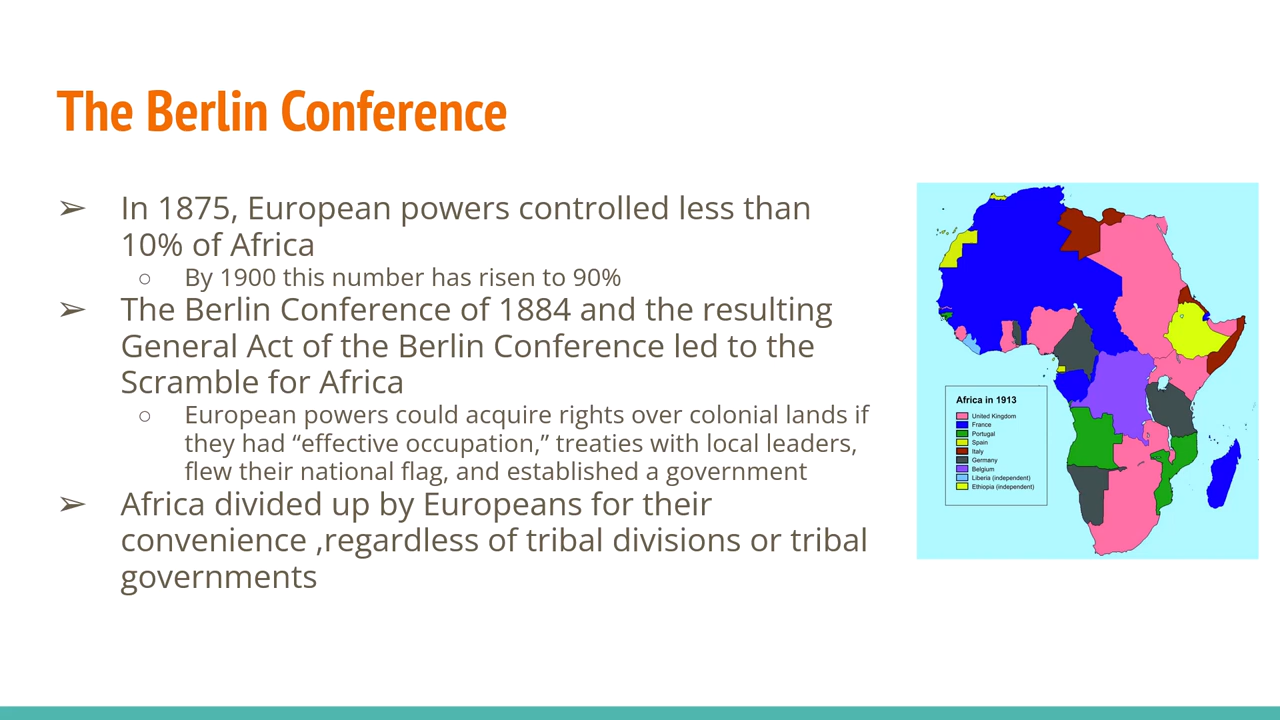 The Berlin Conference
➢ In 1875, European powers controlled less than
10% of Africa
○ By 1900 this number has risen to 90%
➢ The Berlin Conference of 1884 and the resulting
General Act of the Berlin Conference led to the
Scramble for Africa
○ European powers could acquire rights over colonial lands if
they had “effective occupation,” treaties with local leaders,
flew their national flag, and established a government
➢ Africa divided up by Europeans for their
convenience ,regardless of tribal divisions or tribal
governments
Africa in 1913
United Kingdom
France
Portugal
Spain
Italy
Germany
Belgium
Liberia (independent)
Ethiopia (independent)